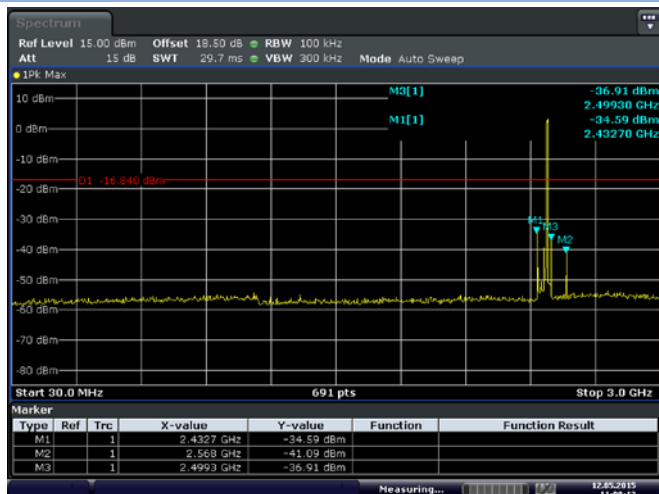 Spectrum
Ref Level 15.00 dBm Offset 18.50 dB RBW 100 kHz
Att 15 dB SWT 29.7 ms VBW 300 kHz Mode Auto Sweep
1Pk Max
M3[1] -36.91 dBm
2.49930 GHz
M1[1] -34.59 dBm
2.43270 GHz
10 dBm
0 dBm
-10 dBm
D1 -16.840 dBm
-20 dBm
-30 dBm
M1
M3
M2
-40 dBm
-50 dBm
-60 dBm
-70 dBm
-80 dBm
Start 30.0 MHz 691 pts Stop 3.0 GHz
Marker
Type Ref Trc X-value Y-value Function Function Result
M1 1 2.4327 GHz -34.59 dBm
M2 1 2.568 GHz -41.09 dBm
M3 1 2.4993 GHz -36.91 dBm
Measuring... 12.05.2015